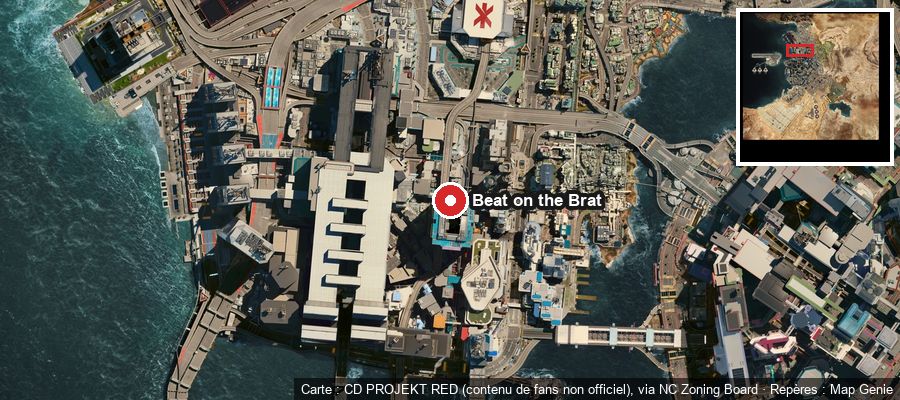 Beat on the Brat
Carte : CD PROJEKT RED (contenu de fans non officiel), via NC Zoning Board · Repères : Map Genie